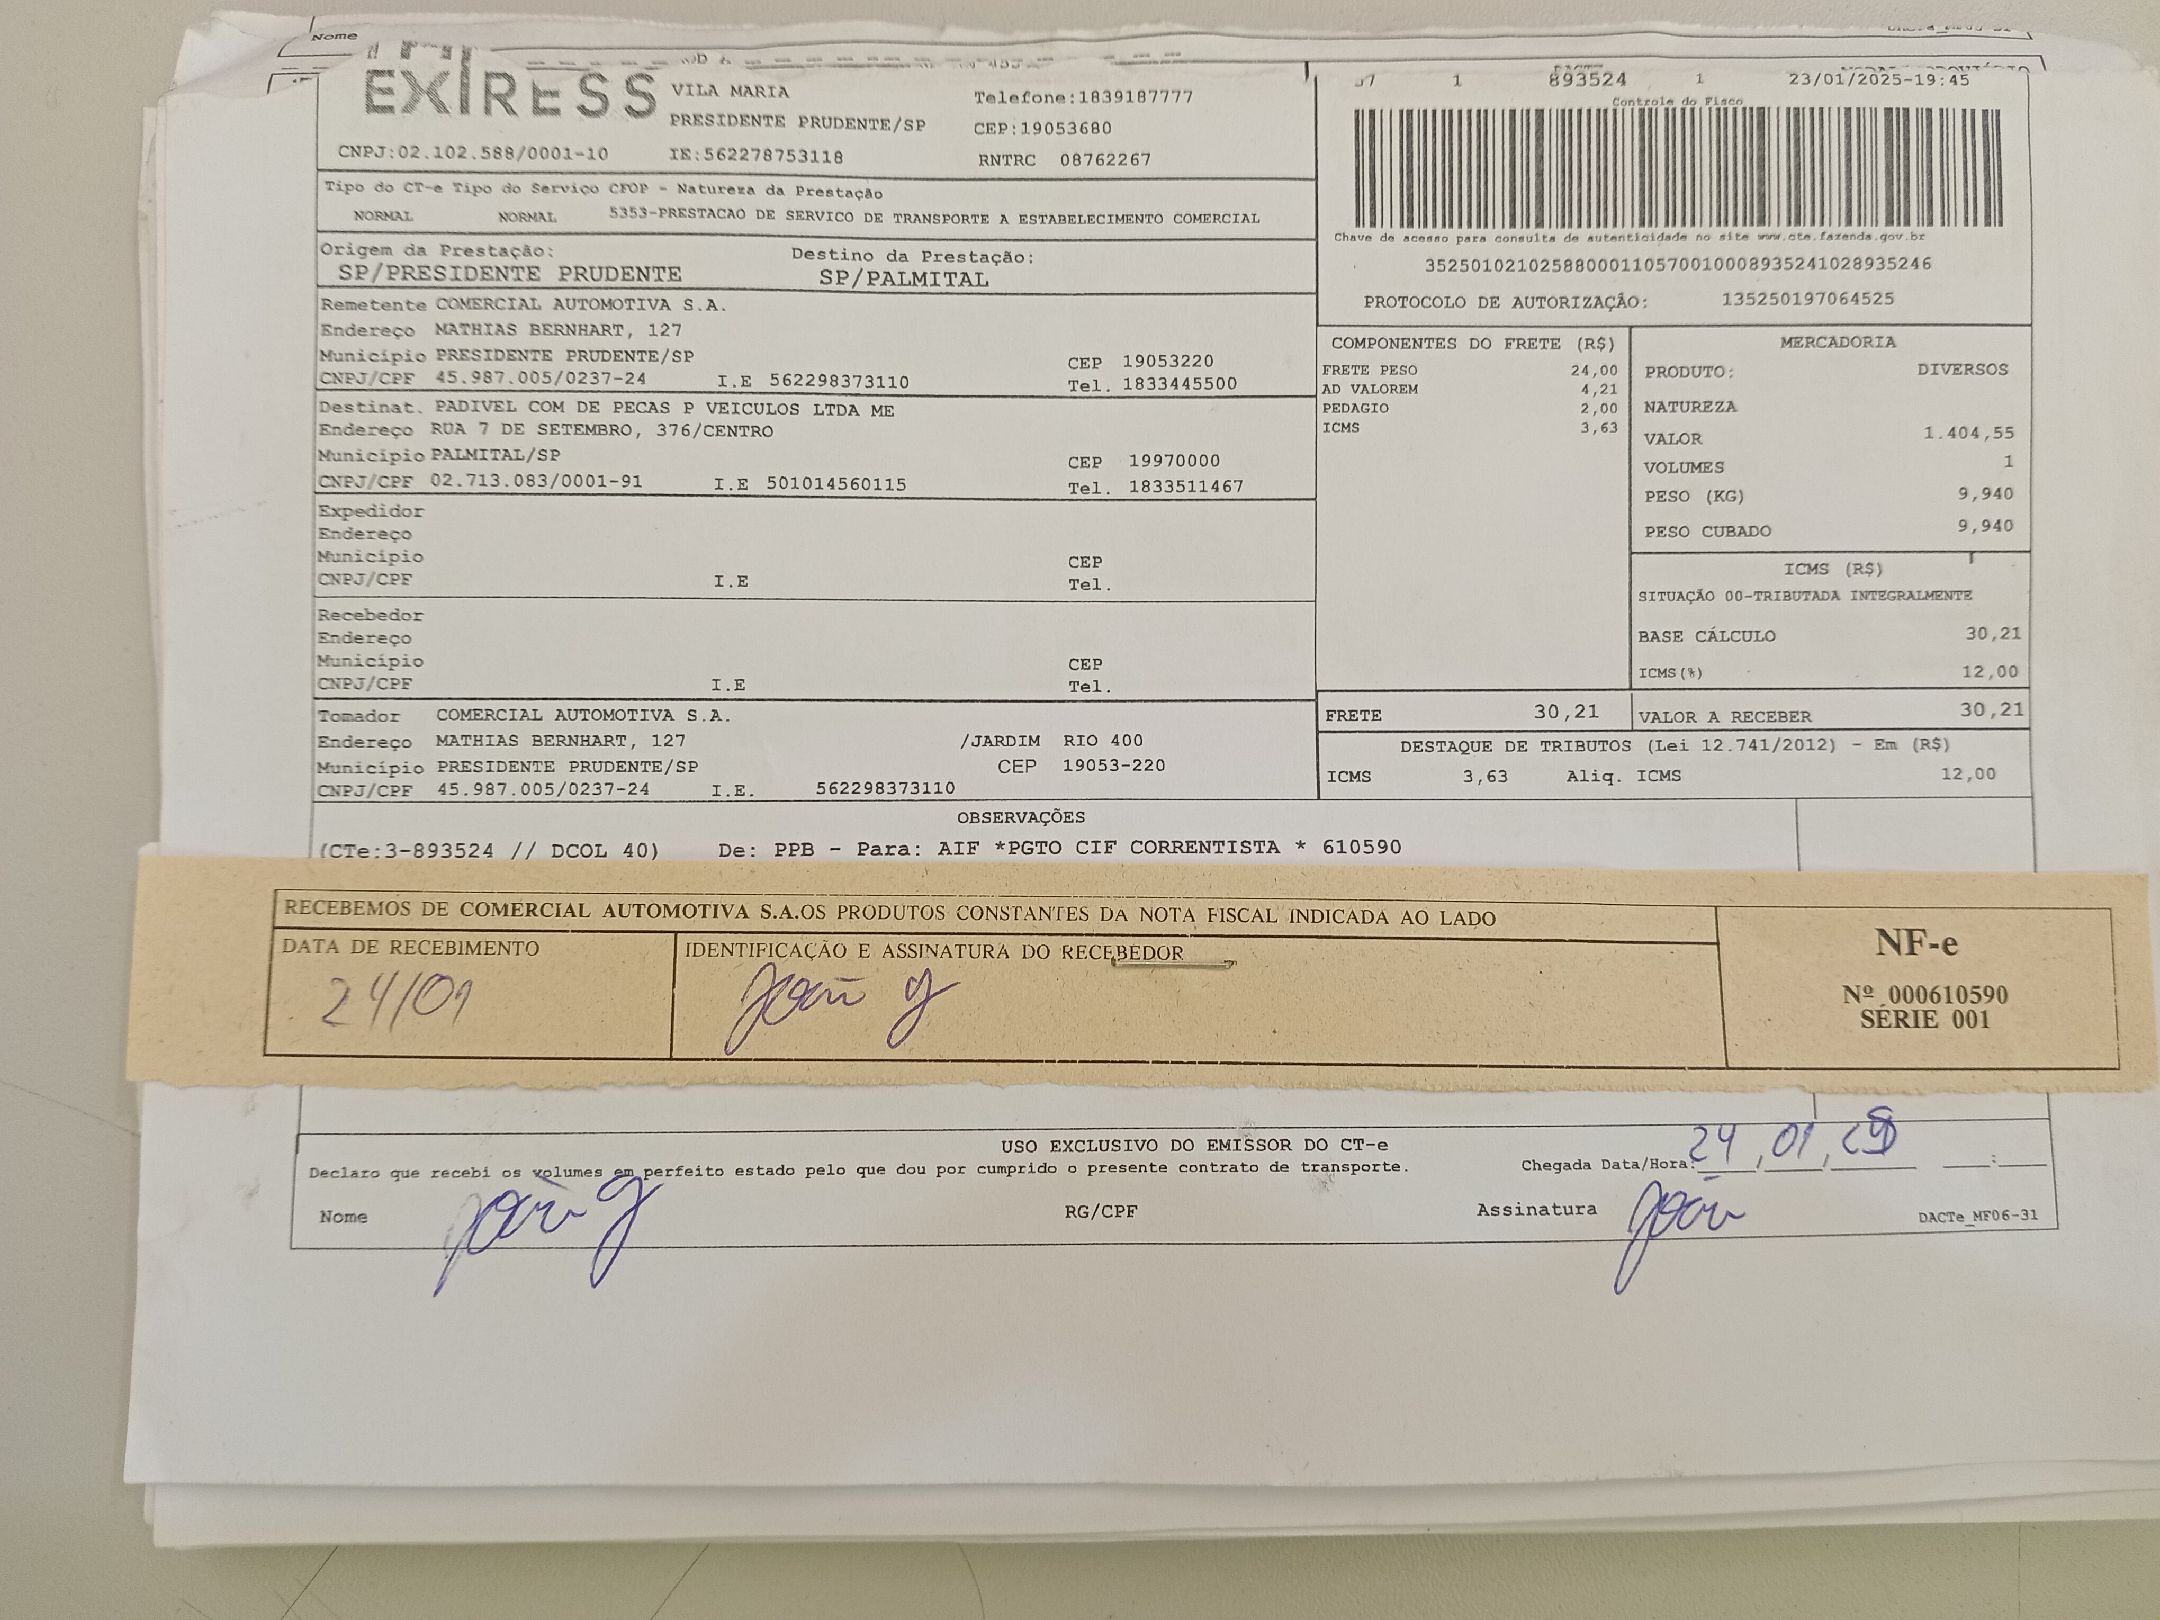 Nome
EXPRESS
VILA MARIA
Telefone:1839187777
PRESIDENTE PRUDENTE/SP
CEP:19053680
CNPJ:02.102.588/0001-10 IE:562278753118 RNTRC 08762267
1 893524 1 23/01/2025-19:45
Controle do Fisco
Chave de acesso para consulta de autenticidade no site www.cte.fazenda.gov.br
35250102102588000110570010008935241028935246
PROTOCOLO DE AUTORIZAÇÃO: 135250197064525
Tipo do CT-e Tipo do Serviço CFOP - Natureza da Prestação
NORMAL NORMAL 5353-PRESTACAO DE SERVICO DE TRANSPORTE A ESTABELECIMENTO COMERCIAL
Origem da Prestação: Destino da Prestação:
SP/PRESIDENTE PRUDENTE SP/PALMITAL
Remetente COMERCIAL AUTOMOTIVA S.A.
Endereço MATHIAS BERNHART, 127
Município PRESIDENTE PRUDENTE/SP CEP 19053220
CNPJ/CPF 45.987.005/0237-24 I.E 562298373110 Tel. 1833445500
Destinat. PADIVEL COM DE PECAS P VEICULOS LTDA ME
Endereço RUA 7 DE SETEMBRO, 376/CENTRO
Município PALMITAL/SP CEP 19970000
CNPJ/CPF 02.713.083/0001-91 I.E 501014560115 Tel. 1833511467
Expedidor
Endereço
Município CEP
CNPJ/CPF I.E Tel.
Recebedor
Endereço
Município CEP
CNPJ/CPF I.E Tel.
Tomador COMERCIAL AUTOMOTIVA S.A.
Endereço MATHIAS BERNHART, 127 /JARDIM RIO 400
Município PRESIDENTE PRUDENTE/SP CEP 19053-220
CNPJ/CPF 45.987.005/0237-24 I.E. 562298373110
COMPONENTES DO FRETE (R$)
FRETE PESO 24,00
AD VALOREM 4,21
PEDAGIO 2,00
ICMS 3,63
MERCADORIA
PRODUTO: DIVERSOS
NATUREZA
VALOR 1.404,55
VOLUMES 1
PESO (KG) 9,940
PESO CUBADO 9,940
ICMS (R$)
SITUAÇÃO 00-TRIBUTADA INTEGRALMENTE
BASE CÁLCULO 30,21
ICMS(%) 12,00
FRETE 30,21 VALOR A RECEBER 30,21
DESTAQUE DE TRIBUTOS (Lei 12.741/2012) - Em (R$)
ICMS 3,63 Aliq. ICMS 12,00
OBSERVAÇÕES
(CTe:3-893524 // DCOL 40) De: PPB - Para: AIF *PGTO CIF CORRENTISTA * 610590
RECEBEMOS DE COMERCIAL AUTOMOTIVA S.A.OS PRODUTOS CONSTANTES DA NOTA FISCAL INDICADA AO LADO
DATA DE RECEBIMENTO IDENTIFICAÇÃO E ASSINATURA DO RECEBEDOR
24/01 João g
NF-e
Nº 000610590
SÉRIE 001
USO EXCLUSIVO DO EMISSOR DO CT-e
Declaro que recebi os volumes em perfeito estado pelo que dou por cumprido o presente contrato de transporte. Chegada Data/Hora: 24, 01, 25 :
Nome João g RG/CPF Assinatura João DACTe_MF06-31